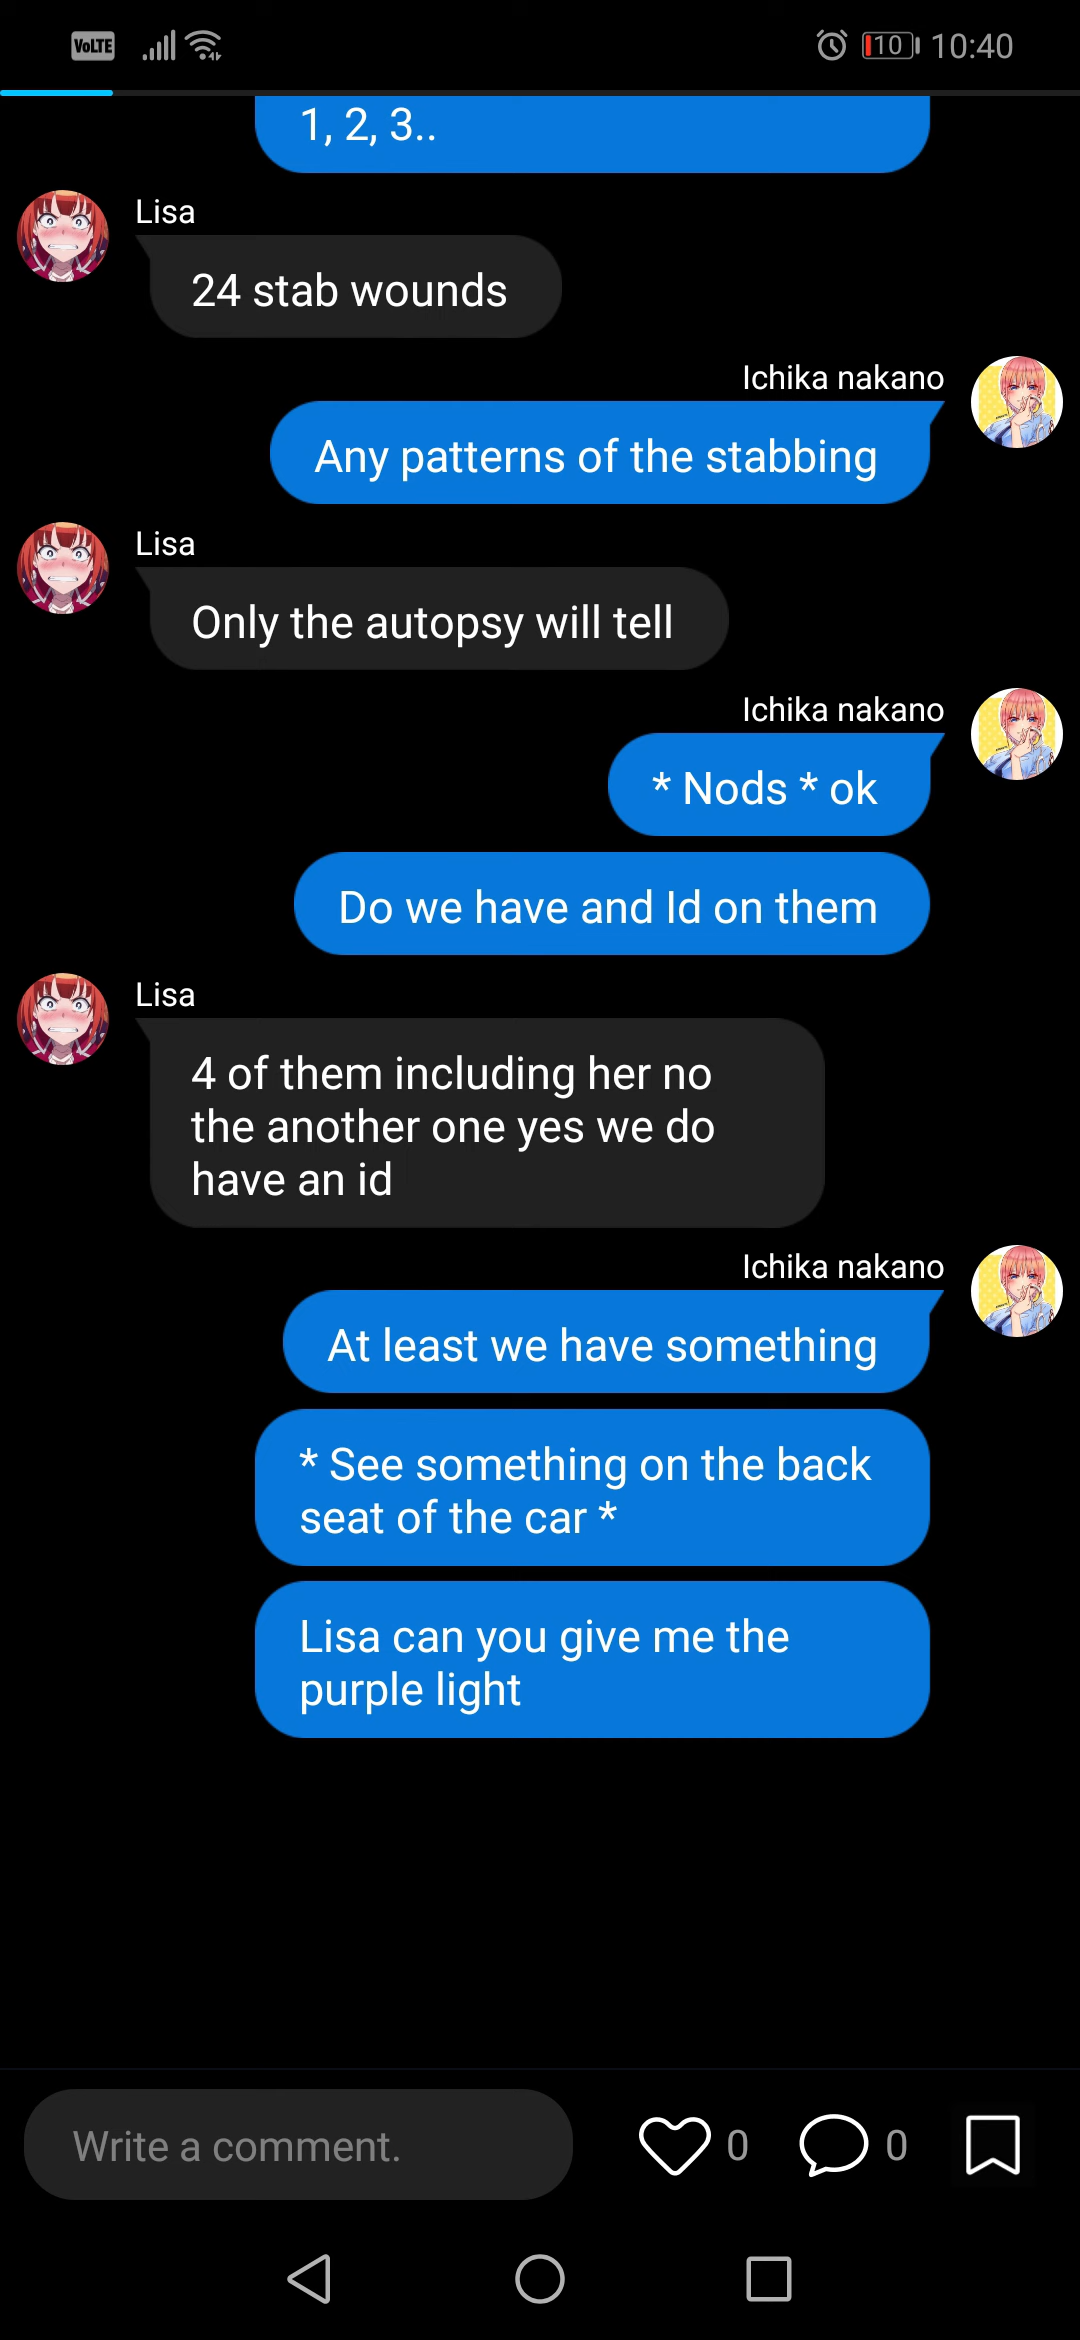 VoLTE
10
10:40
1, 2, 3..
Lisa
24 stab wounds
Ichika nakano
Any patterns of the stabbing
Lisa
Only the autopsy will tell
Ichika nakano
* Nods * ok
Do we have and Id on them
Lisa
4 of them including her no
the another one yes we do
have an id
Ichika nakano
At least we have something
* See something on the back
seat of the car *
Lisa can you give me the
purple light
Write a comment.
0
0